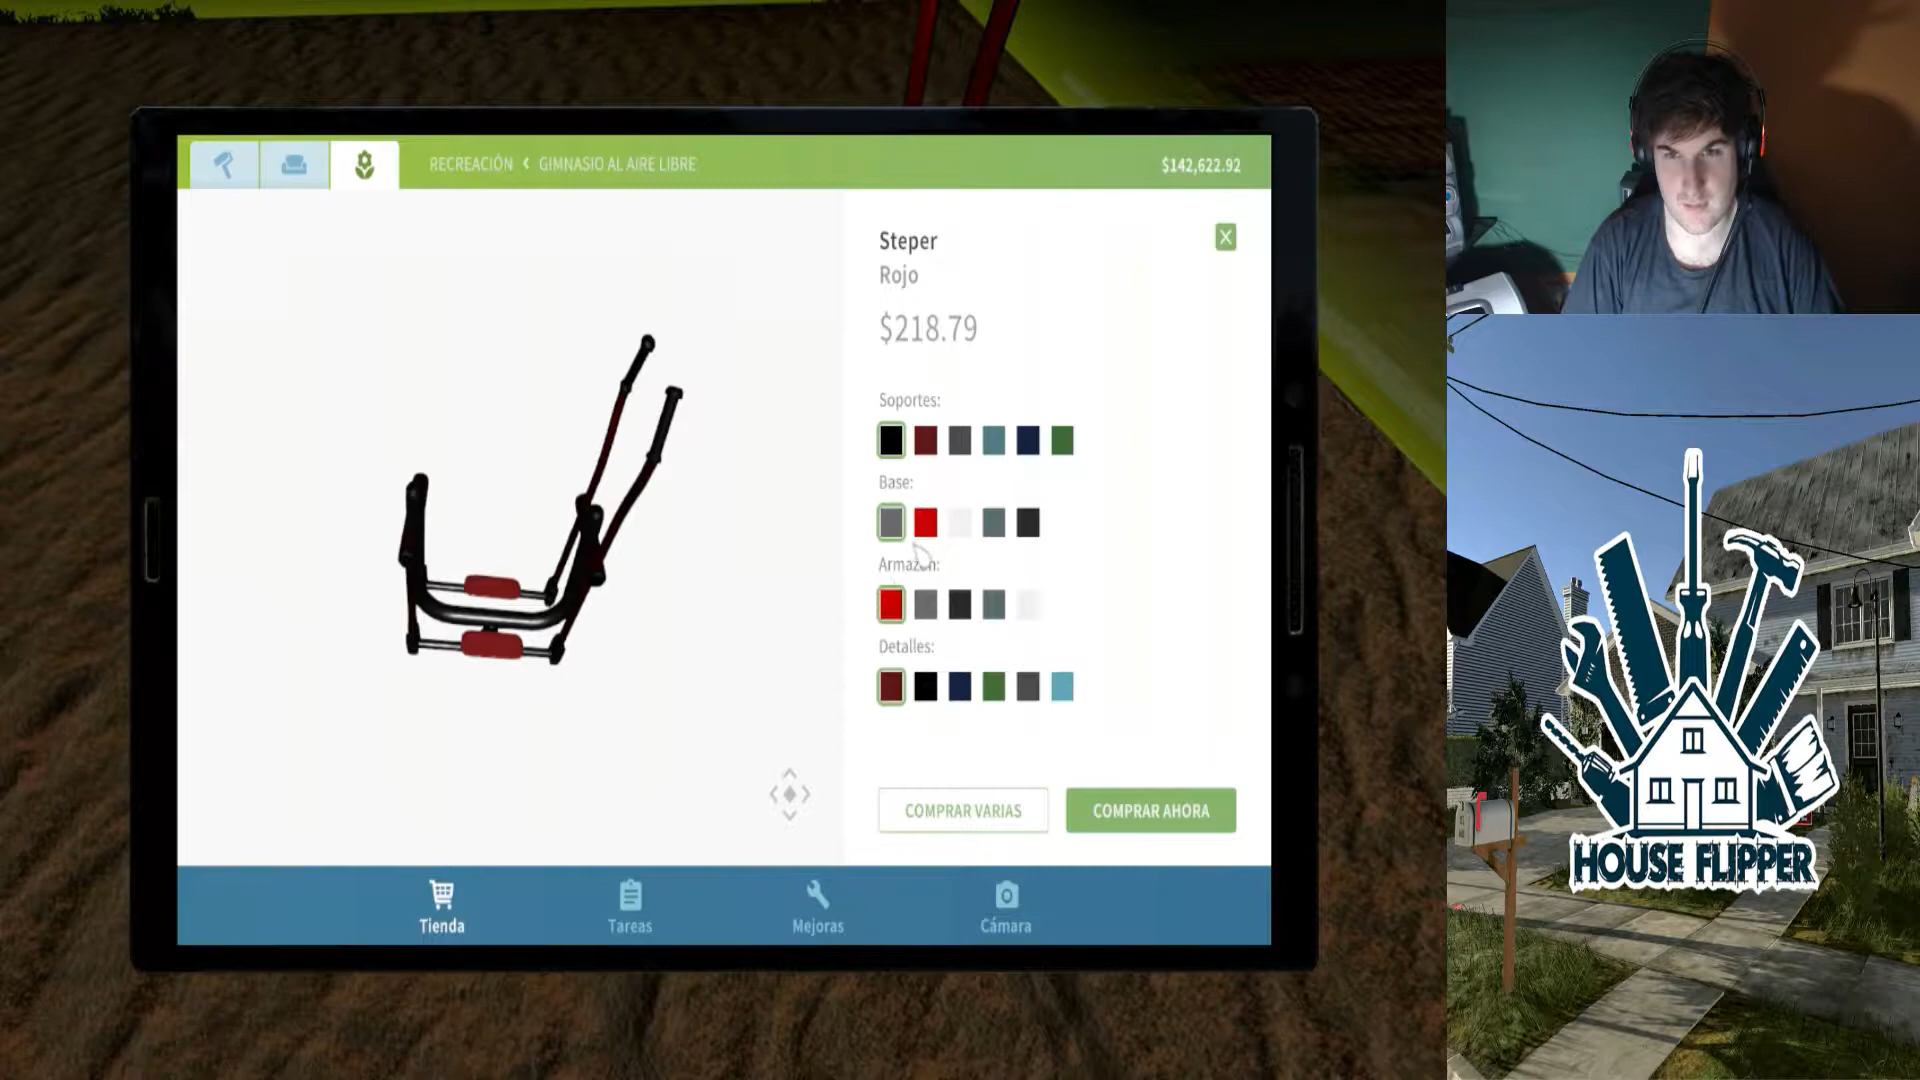 RECREACIÓN < GIMNASIO AL AIRE LIBRE
$142,622.92
Steper
Rojo
$218.79
Soportes:
Base:
Armazón:
Detalles:
COMPRAR VARIAS
COMPRAR AHORA
Tienda
Tareas
Mejoras
Cámara
HOUSE FLIPPER